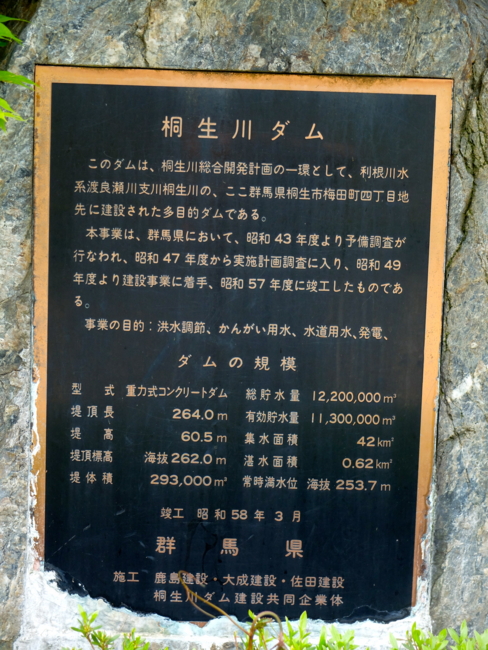 桐生川ダム
このダムは、桐生川総合開発計画の一環として、利根川水
系渡良瀬川支川桐生川の、ここ群馬県桐生市梅田町四丁目地
先に建設された多目的ダムである。
本事業は、群馬県において、昭和43年度より予備調査が
行なわれ、昭和47年度から実施計画調査に入り、昭和49
年度より建設事業に着手、昭和57年度に竣工したものであ
る。
事業の目的：洪水調節、かんがい用水、水道用水、発電、
ダムの規模
型式 重力式コンクリートダム 総貯水量 12,200,000㎥
堤頂長 264.0m 有効貯水量 11,300,000㎥
堤高 60.5m 集水面積 42㎢
堤頂標高 海抜262.0m 湛水面積 0.62㎢
堤体積 293,000㎥ 常時満水位 海抜253.7m
竣工 昭和58年3月
群馬県
施工 鹿島建設・大成建設・佐田建設
桐生川ダム建設共同企業体